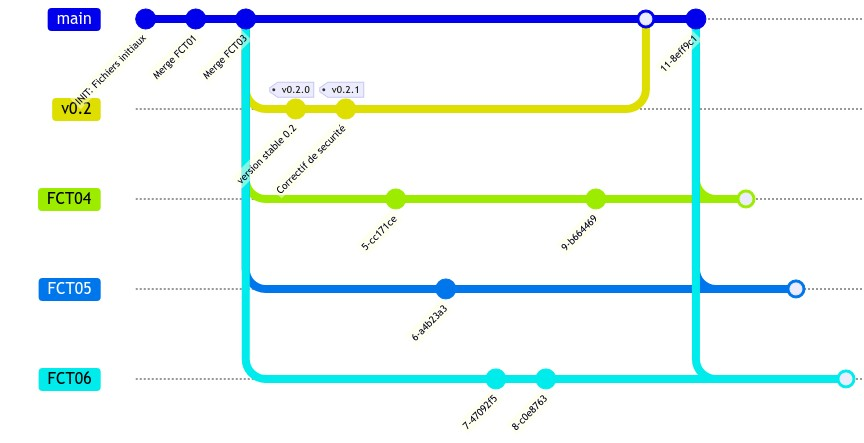 main
INIT: Fichiers initiaux
Merge FCT01
Merge FCT03
11-8eff9c1
v0.2
v0.2.0
v0.2.1
version stable 0.2
Correctif de securité
FCT04
5-cc171ce
9-b664469
FCT05
6-a4b23a3
FCT06
7-47092f5
8-c0e8763